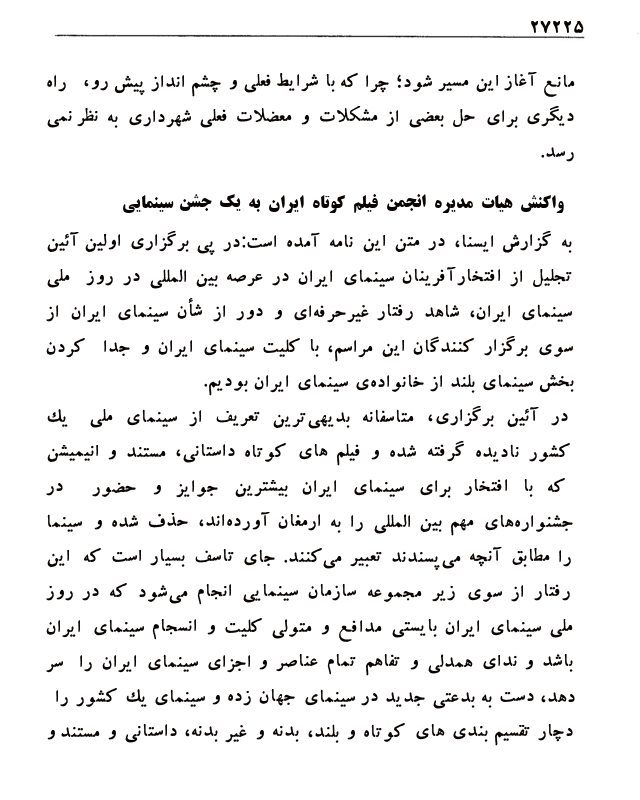 ۲۷۲۲۵
مانع آغاز این مسیر شود؛ چرا که با شرایط فعلی و چشم انداز پیش رو، راه
دیگری برای حل بعضی از مشکلات و معضلات فعلی شهرداری به نظر نمی
رسد.
واکنش هیات مدیره انجمن فیلم کوتاه ایران به یک جشن سینمایی
به گزارش ایسنا، در متن این نامه آمده است:در پی برگزاری اولین آئین
تجلیل از افتخارآفرینان سینمای ایران در عرصه بین المللی در روز ملی
سینمای ایران، شاهد رفتار غیرحرفه‌ای و دور از شأن سینمای ایران از
سوی برگزار کنندگان این مراسم، با کلیت سینمای ایران و جدا کردن
بخش سینمای بلند از خانواده‌ی سینمای ایران بودیم.
در آئین برگزاری، متاسفانه بدیهی‌ترین تعریف از سینمای ملی یك
کشور نادیده گرفته شده و فیلم های کوتاه داستانی، مستند و انیمیشن
که با افتخار برای سینمای ایران بیشترین جوایز و حضور در
جشنواره‌های مهم بین المللی را به ارمغان آورده‌اند، حذف شده و سینما
را مطابق آنچه می‌پسندند تعبیر می‌کنند. جای تاسف بسیار است که این
رفتار از سوی زیر مجموعه سازمان سینمایی انجام می‌شود که در روز
ملی سینمای ایران بایستی مدافع و متولی کلیت و انسجام سینمای ایران
باشد و ندای همدلی و تفاهم تمام عناصر و اجزای سینمای ایران را سر
دهد، دست به بدعتی جدید در سینمای جهان زده و سینمای یك کشور را
دچار تقسیم بندی های کوتاه و بلند، بدنه و غیر بدنه، داستانی و مستند و